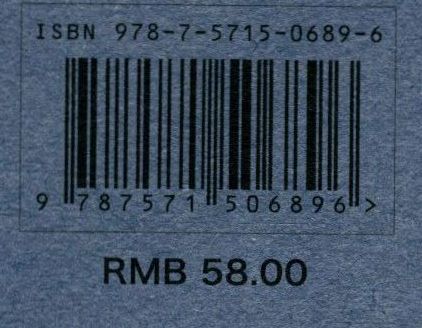 ISBN 978-7-5715-0689-6
9 787571 506896 >
RMB 58.00